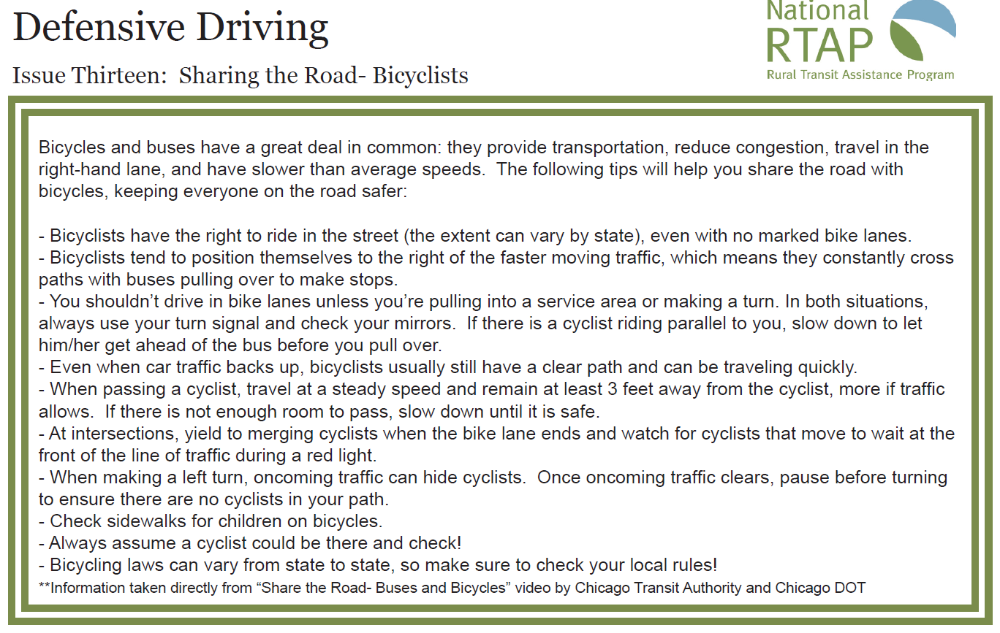 Defensive Driving
National
RTAP
Rural Transit Assistance Program
Issue Thirteen:  Sharing the Road- Bicyclists
Bicycles and buses have a great deal in common: they provide transportation, reduce congestion, travel in the
right-hand lane, and have slower than average speeds.  The following tips will help you share the road with
bicycles, keeping everyone on the road safer:
- Bicyclists have the right to ride in the street (the extent can vary by state), even with no marked bike lanes.
- Bicyclists tend to position themselves to the right of the faster moving traffic, which means they constantly cross
paths with buses pulling over to make stops.
- You shouldn’t drive in bike lanes unless you’re pulling into a service area or making a turn. In both situations,
always use your turn signal and check your mirrors.  If there is a cyclist riding parallel to you, slow down to let
him/her get ahead of the bus before you pull over.
- Even when car traffic backs up, bicyclists usually still have a clear path and can be traveling quickly.
- When passing a cyclist, travel at a steady speed and remain at least 3 feet away from the cyclist, more if traffic
allows.  If there is not enough room to pass, slow down until it is safe.
- At intersections, yield to merging cyclists when the bike lane ends and watch for cyclists that move to wait at the
front of the line of traffic during a red light.
- When making a left turn, oncoming traffic can hide cyclists.  Once oncoming traffic clears, pause before turning
to ensure there are no cyclists in your path.
- Check sidewalks for children on bicycles.
- Always assume a cyclist could be there and check!
- Bicycling laws can vary from state to state, so make sure to check your local rules!
**Information taken directly from “Share the Road- Buses and Bicycles” video by Chicago Transit Authority and Chicago DOT